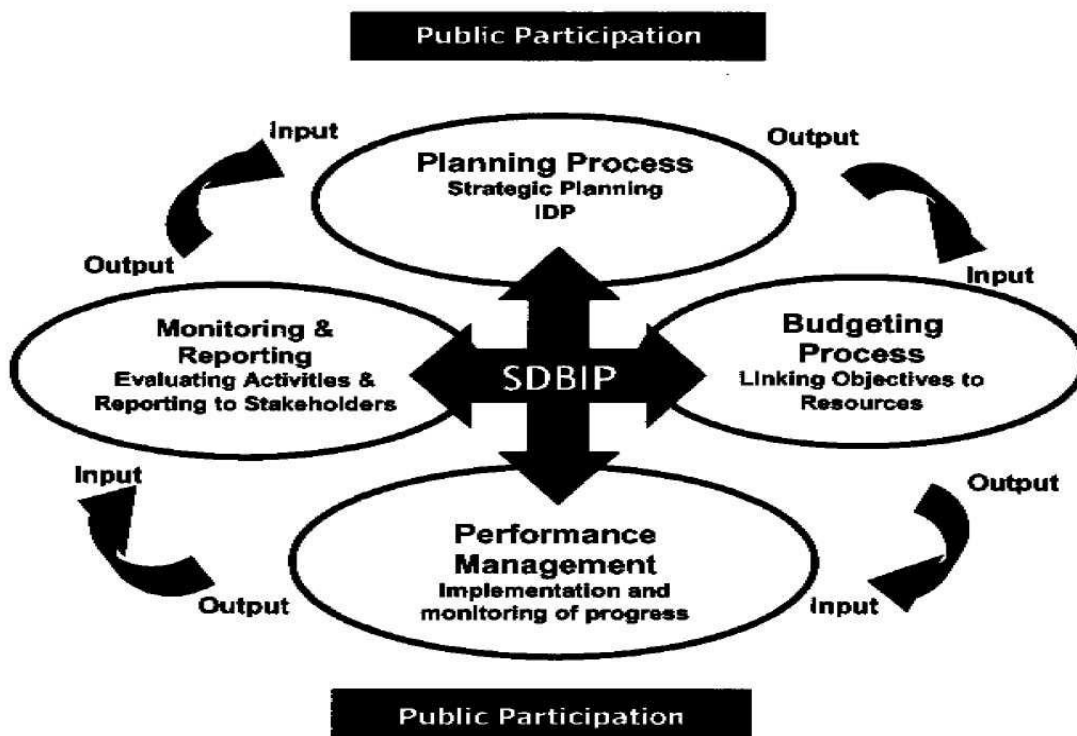 Public Participation
Input
Output
Planning Process
Strategic Planning
IDP
Output
Input
Monitoring &
Reporting
Evaluating Activities &
Reporting to Stakeholders
SDBIP
Budgeting
Process
Linking Objectives to
Resources
Input
Output
Performance
Management
Implementation and
monitoring of progress
Output
Input
Public Participation